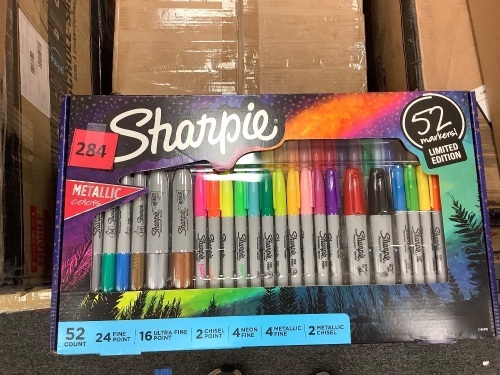 Sharpie®
52
markers!
LIMITED
EDITION
284
METALLIC
colors
52
COUNT
24 FINE
POINT
16 ULTRA FINE
POINT
2 CHISEL
POINT
4 NEON
FINE
4 METALLIC
FINE
2 METALLIC
CHISEL